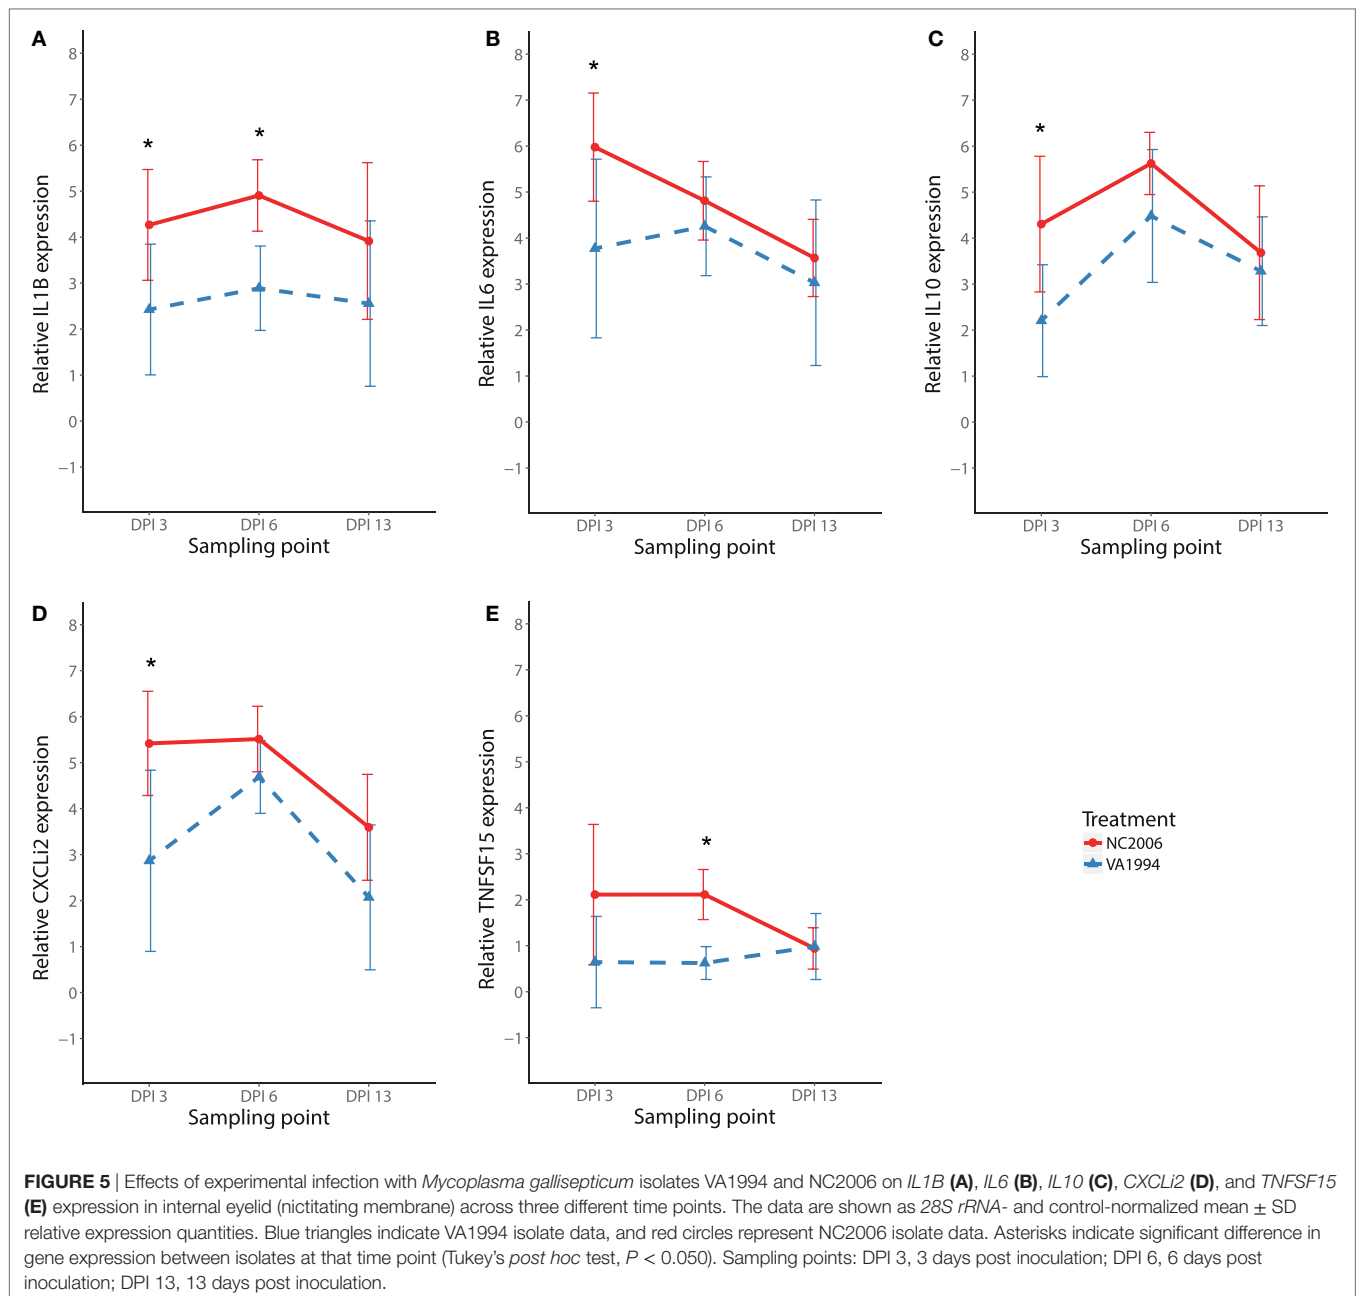 A
8
7
6
5
4
3
2
1
0
−1
Relative IL1B expression
* *
DPI 3 DPI 6 DPI 13
Sampling point
B
8
7
6
5
4
3
2
1
0
−1
Relative IL6 expression
*
DPI 3 DPI 6 DPI 13
Sampling point
C
8
7
6
5
4
3
2
1
0
−1
Relative IL10 expression
*
DPI 3 DPI 6 DPI 13
Sampling point
D
8
7
6
5
4
3
2
1
0
−1
Relative CXCLi2 expression
*
DPI 3 DPI 6 DPI 13
Sampling point
E
8
7
6
5
4
3
2
1
0
−1
Relative TNFSF15 expression
*
DPI 3 DPI 6 DPI 13
Sampling point
Treatment
NC2006
VA1994
FIGURE 5 | Effects of experimental infection with Mycoplasma gallisepticum isolates VA1994 and NC2006 on IL1B (A), IL6 (B), IL10 (C), CXCLi2 (D), and TNFSF15
(E) expression in internal eyelid (nictitating membrane) across three different time points. The data are shown as 28S rRNA- and control-normalized mean ± SD
relative expression quantities. Blue triangles indicate VA1994 isolate data, and red circles represent NC2006 isolate data. Asterisks indicate significant difference in
gene expression between isolates at that time point (Tukey's post hoc test, P < 0.050). Sampling points: DPI 3, 3 days post inoculation; DPI 6, 6 days post
inoculation; DPI 13, 13 days post inoculation.